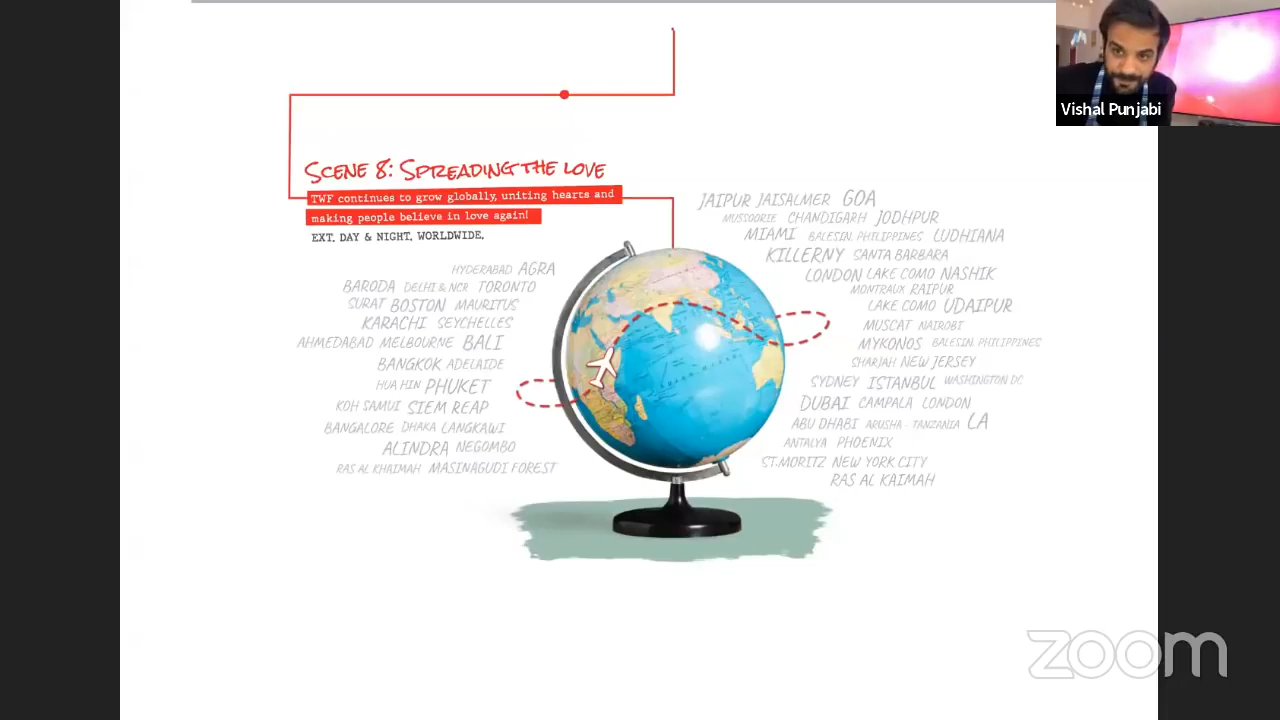 Vishal Punjabi
SCENE 8: SPREADING THE LOVE
TWF continues to grow globally, uniting hearts and
making people believe in love again!
EXT. DAY & NIGHT, WORLDWIDE.
HYDERABAD AGRA
BARODA DELHI & NCR TORONTO
SURAT BOSTON MAURITUS
KARACHI SEYCHELLES
AHMEDABAD MELBOURNE BALI
BANGKOK ADELAIDE
HUA HIN PHUKET
KOH SAMUI SIEM REAP
BANGALORE DHAKA LANGKAWI
ALINDRA NEGOMBO
RAS AL KHAIMAH MASINAGUDI FOREST
JAIPUR JAISALMER GOA
MUSSOORIE CHANDIGARH JODHPUR
MIAMI BALESIN, PHILIPPINES LUDHIANA
KILLERNY SANTA BARBARA
LONDON LAKE COMO NASHIK
MONTRAUX RAIPUR
LAKE COMO UDAIPUR
MUSCAT NAIROBI
MYKONOS BALESIN, PHILIPPINES
SHARJAH NEW JERSEY
SYDNEY ISTANBUL WASHINGTON DC
DUBAI CAMPALA LONDON
ABU DHABI ARUSHA - TANZANIA LA
ANTALYA PHOENIX
ST.MORITZ NEW YORK CITY
RAS AL KAIMAH
zoom